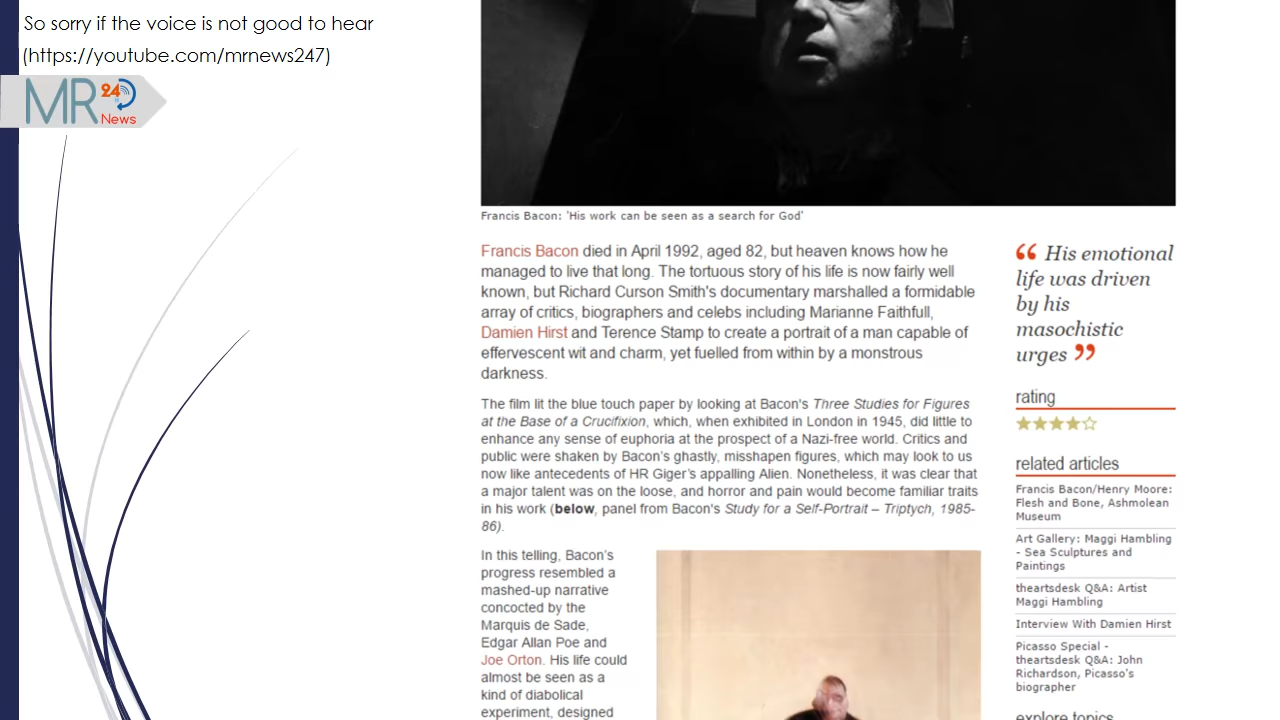 So sorry if the voice is not good to hear
(https://youtube.com/mrnews247)
MR 24
News
Francis Bacon: 'His work can be seen as a search for God'
Francis Bacon died in April 1992, aged 82, but heaven knows how he
managed to live that long. The tortuous story of his life is now fairly well
known, but Richard Curson Smith's documentary marshalled a formidable
array of critics, biographers and celebs including Marianne Faithfull,
Damien Hirst and Terence Stamp to create a portrait of a man capable of
effervescent wit and charm, yet fuelled from within by a monstrous
darkness.
The film lit the blue touch paper by looking at Bacon's Three Studies for Figures
at the Base of a Crucifixion, which, when exhibited in London in 1945, did little to
enhance any sense of euphoria at the prospect of a Nazi-free world. Critics and
public were shaken by Bacon's ghastly, misshapen figures, which may look to us
now like antecedents of HR Giger's appalling Alien. Nonetheless, it was clear that
a major talent was on the loose, and horror and pain would become familiar traits
in his work (below, panel from Bacon's Study for a Self-Portrait – Triptych, 1985-
86).
In this telling, Bacon's
progress resembled a
mashed-up narrative
concocted by the
Marquis de Sade,
Edgar Allan Poe and
Joe Orton. His life could
almost be seen as a
kind of diabolical
experiment, designed
“ His emotional
life was driven
by his
masochistic
urges ”
rating
related articles
Francis Bacon/Henry Moore:
Flesh and Bone, Ashmolean
Museum
Art Gallery: Maggi Hambling
- Sea Sculptures and
Paintings
theartsdesk Q&A: Artist
Maggi Hambling
Interview With Damien Hirst
Picasso Special -
theartsdesk Q&A: John
Richardson, Picasso's
biographer
explore topics